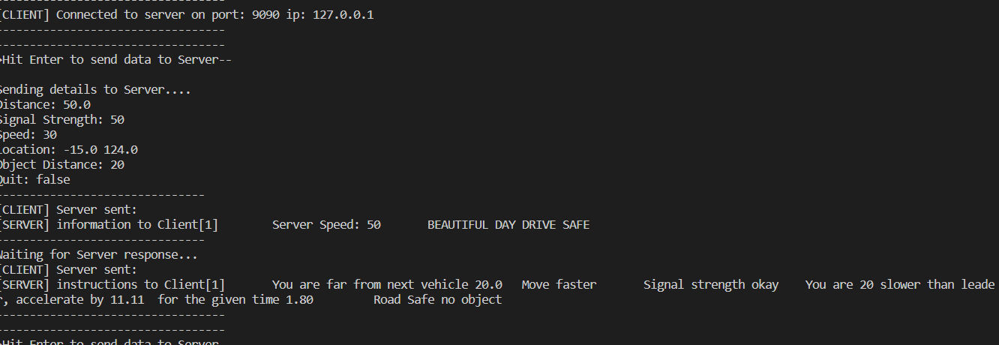 ---------------------------------
[CLIENT] Connected to server on port: 9090 ip: 127.0.0.1
---------------------------------
---------------------------------
>Hit Enter to send data to Server--
Sending details to Server....
Distance: 50.0
Signal Strength: 50
Speed: 30
Location: -15.0 124.0
Object Distance: 20
Quit: false
------------------------------
[CLIENT] Server sent:
[SERVER] information to Client[1] Server Speed: 50 BEAUTIFUL DAY DRIVE SAFE
------------------------------
Waiting for Server response...
[CLIENT] Server sent:
[SERVER] instructions to Client[1] You are far from next vehicle 20.0 Move faster Signal strength okay You are 20 slower than leade
r, accelerate by 11.11 for the given time 1.80 Road Safe no object
---------------------------------
---------------------------------
>Hit Enter to send data to Server--